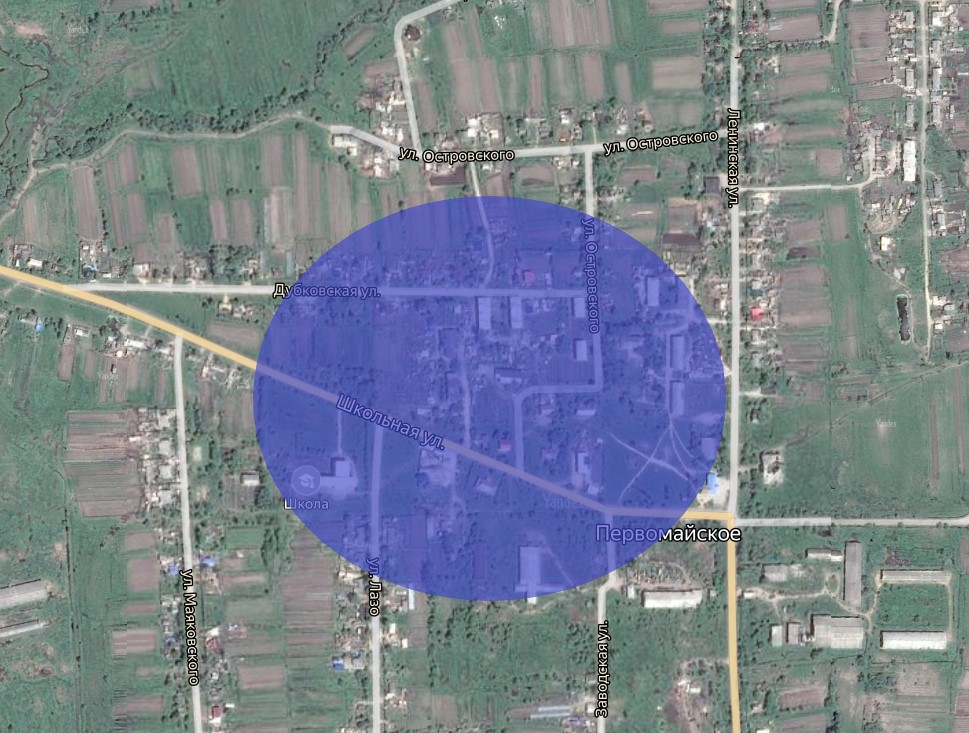 ул. Островского
ул. Островского
Ленинская ул.
ул. Островского
Дубковская ул.
Школьная ул.
Школа
Первомайское
ул. Лазо
ул. Маяковского
Заводская ул.